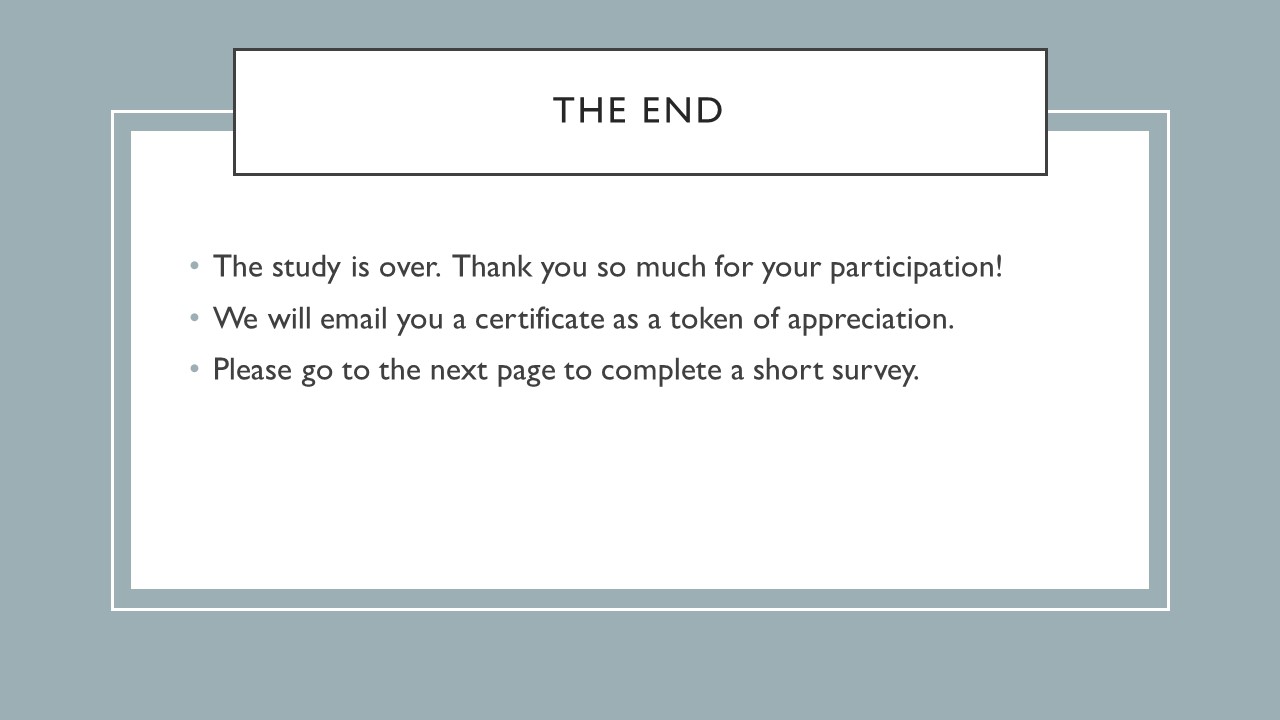 THE END
• The study is over.  Thank you so much for your participation!
• We will email you a certificate as a token of appreciation.
• Please go to the next page to complete a short survey.